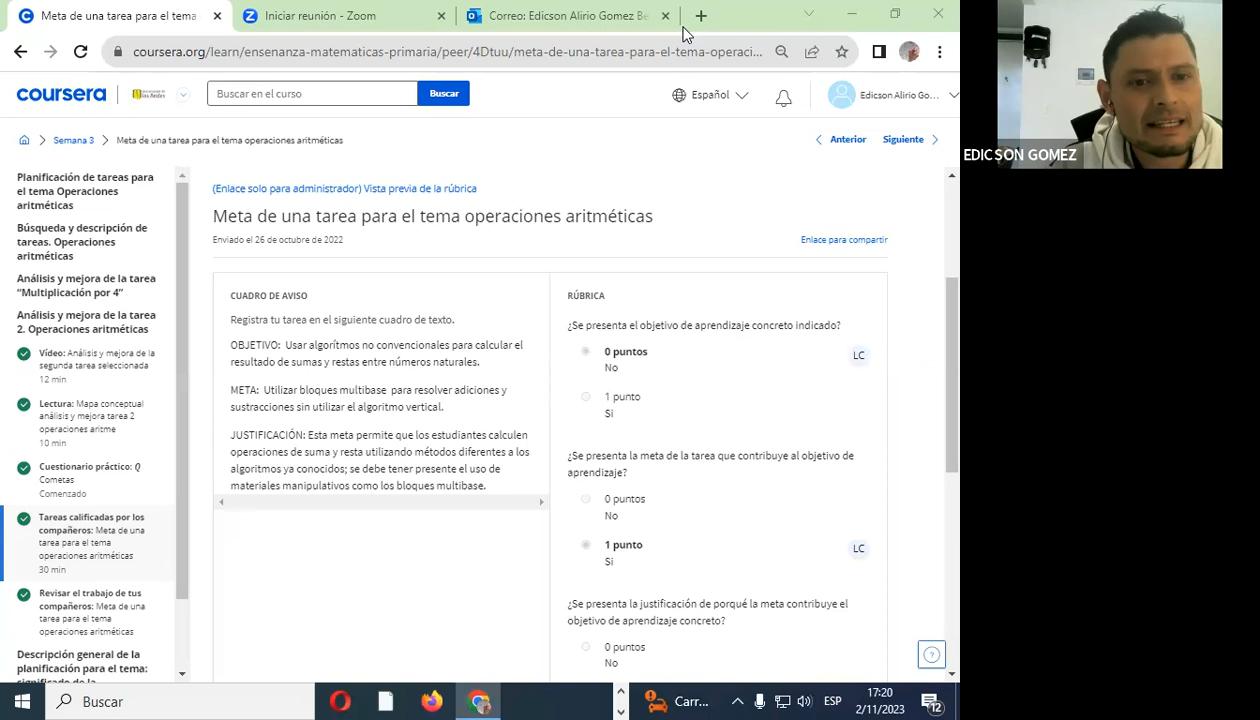 Meta de una tarea para el tema
Iniciar reunión - Zoom
Correo: Edicson Alirio Gomez Be
coursera.org/learn/ensenanza-matematicas-primaria/peer/4Dtuu/meta-de-una-tarea-para-el-tema-operaci...
coursera
Buscar en el curso
Buscar
Español
Edicson Alirio Go...
Semana 3
Meta de una tarea para el tema operaciones aritméticas
Anterior
Siguiente
Planificación de tareas para
el tema Operaciones
aritméticas
Búsqueda y descripción de
tareas. Operaciones
aritméticas
Análisis y mejora de la tarea
“Multiplicación por 4”
Análisis y mejora de la tarea
2. Operaciones aritméticas
Vídeo: Análisis y mejora de la
segunda tarea seleccionada
12 min
Lectura: Mapa conceptual
análisis y mejora tarea 2
operaciones aritme
10 min
Cuestionario práctico: Q
Cometas
Comenzado
Tareas calificadas por los
compañeros: Meta de una
tarea para el tema
operaciones aritméticas
30 min
Revisar el trabajo de tus
compañeros: Meta de una
tarea para el tema
operaciones aritméticas
Descripción general de la
planificación para el tema:
significado de la
(Enlace solo para administrador) Vista previa de la rúbrica
Meta de una tarea para el tema operaciones aritméticas
Enviado el 26 de octubre de 2022
Enlace para compartir
CUADRO DE AVISO
Registra tu tarea en el siguiente cuadro de texto.
OBJETIVO: Usar algorítmos no convencionales para calcular el
resultado de sumas y restas entre números naturales.
META: Utilizar bloques multibase para resolver adiciones y
sustracciones sin utilizar el algoritmo vertical.
JUSTIFICACIÓN: Esta meta permite que los estudiantes calculen
operaciones de suma y resta utilizando métodos diferentes a los
algoritmos ya conocidos; se debe tener presente el uso de
materiales manipulativos como los bloques multibase.
RÚBRICA
¿Se presenta el objetivo de aprendizaje concreto indicado?
0 puntos
No
LC
1 punto
Si
¿Se presenta la meta de la tarea que contribuye al objetivo de
aprendizaje?
0 puntos
No
1 punto
Si
LC
¿Se presenta la justificación de porqué la meta contribuye el
objetivo de aprendizaje concreto?
0 puntos
No
EDICSON GOMEZ
Buscar
Carr...
ESP
17:20
2/11/2023
12